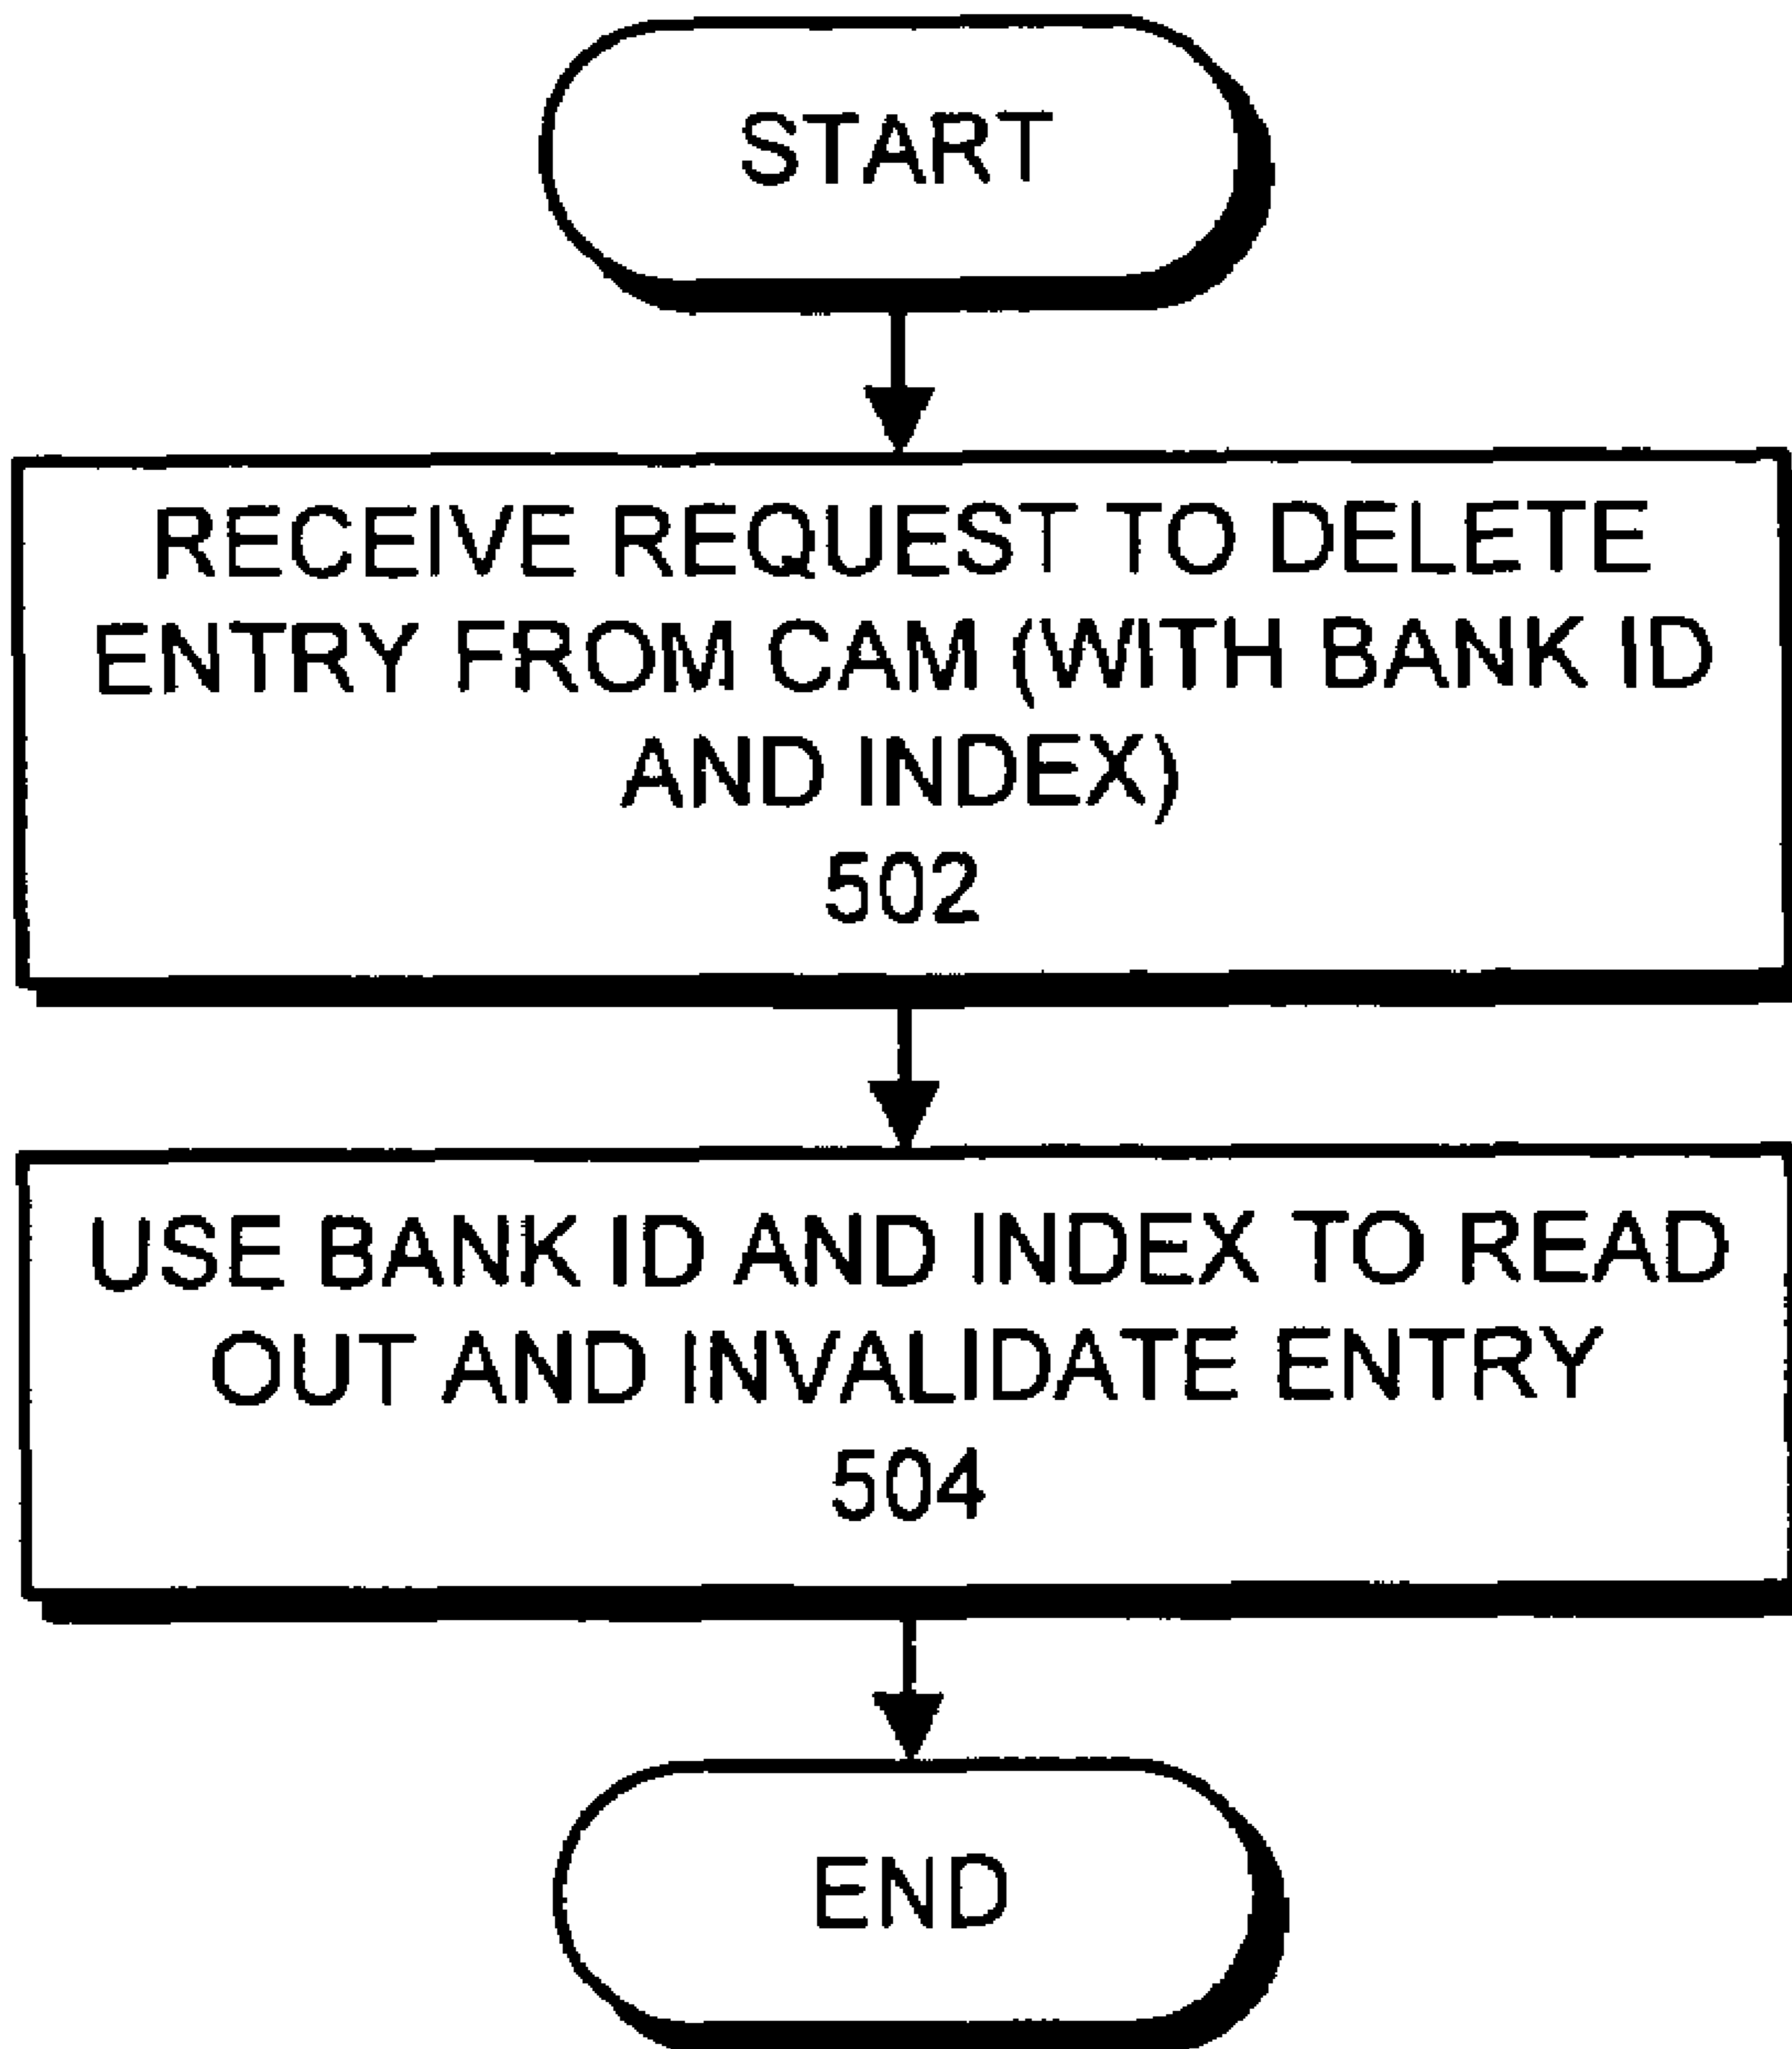 START
RECEIVE REQUEST TO DELETE
ENTRY FROM CAM (WITH BANK ID
AND INDEX)
502
USE BANK ID AND INDEX TO READ
OUT AND INVALIDATE ENTRY
504
END